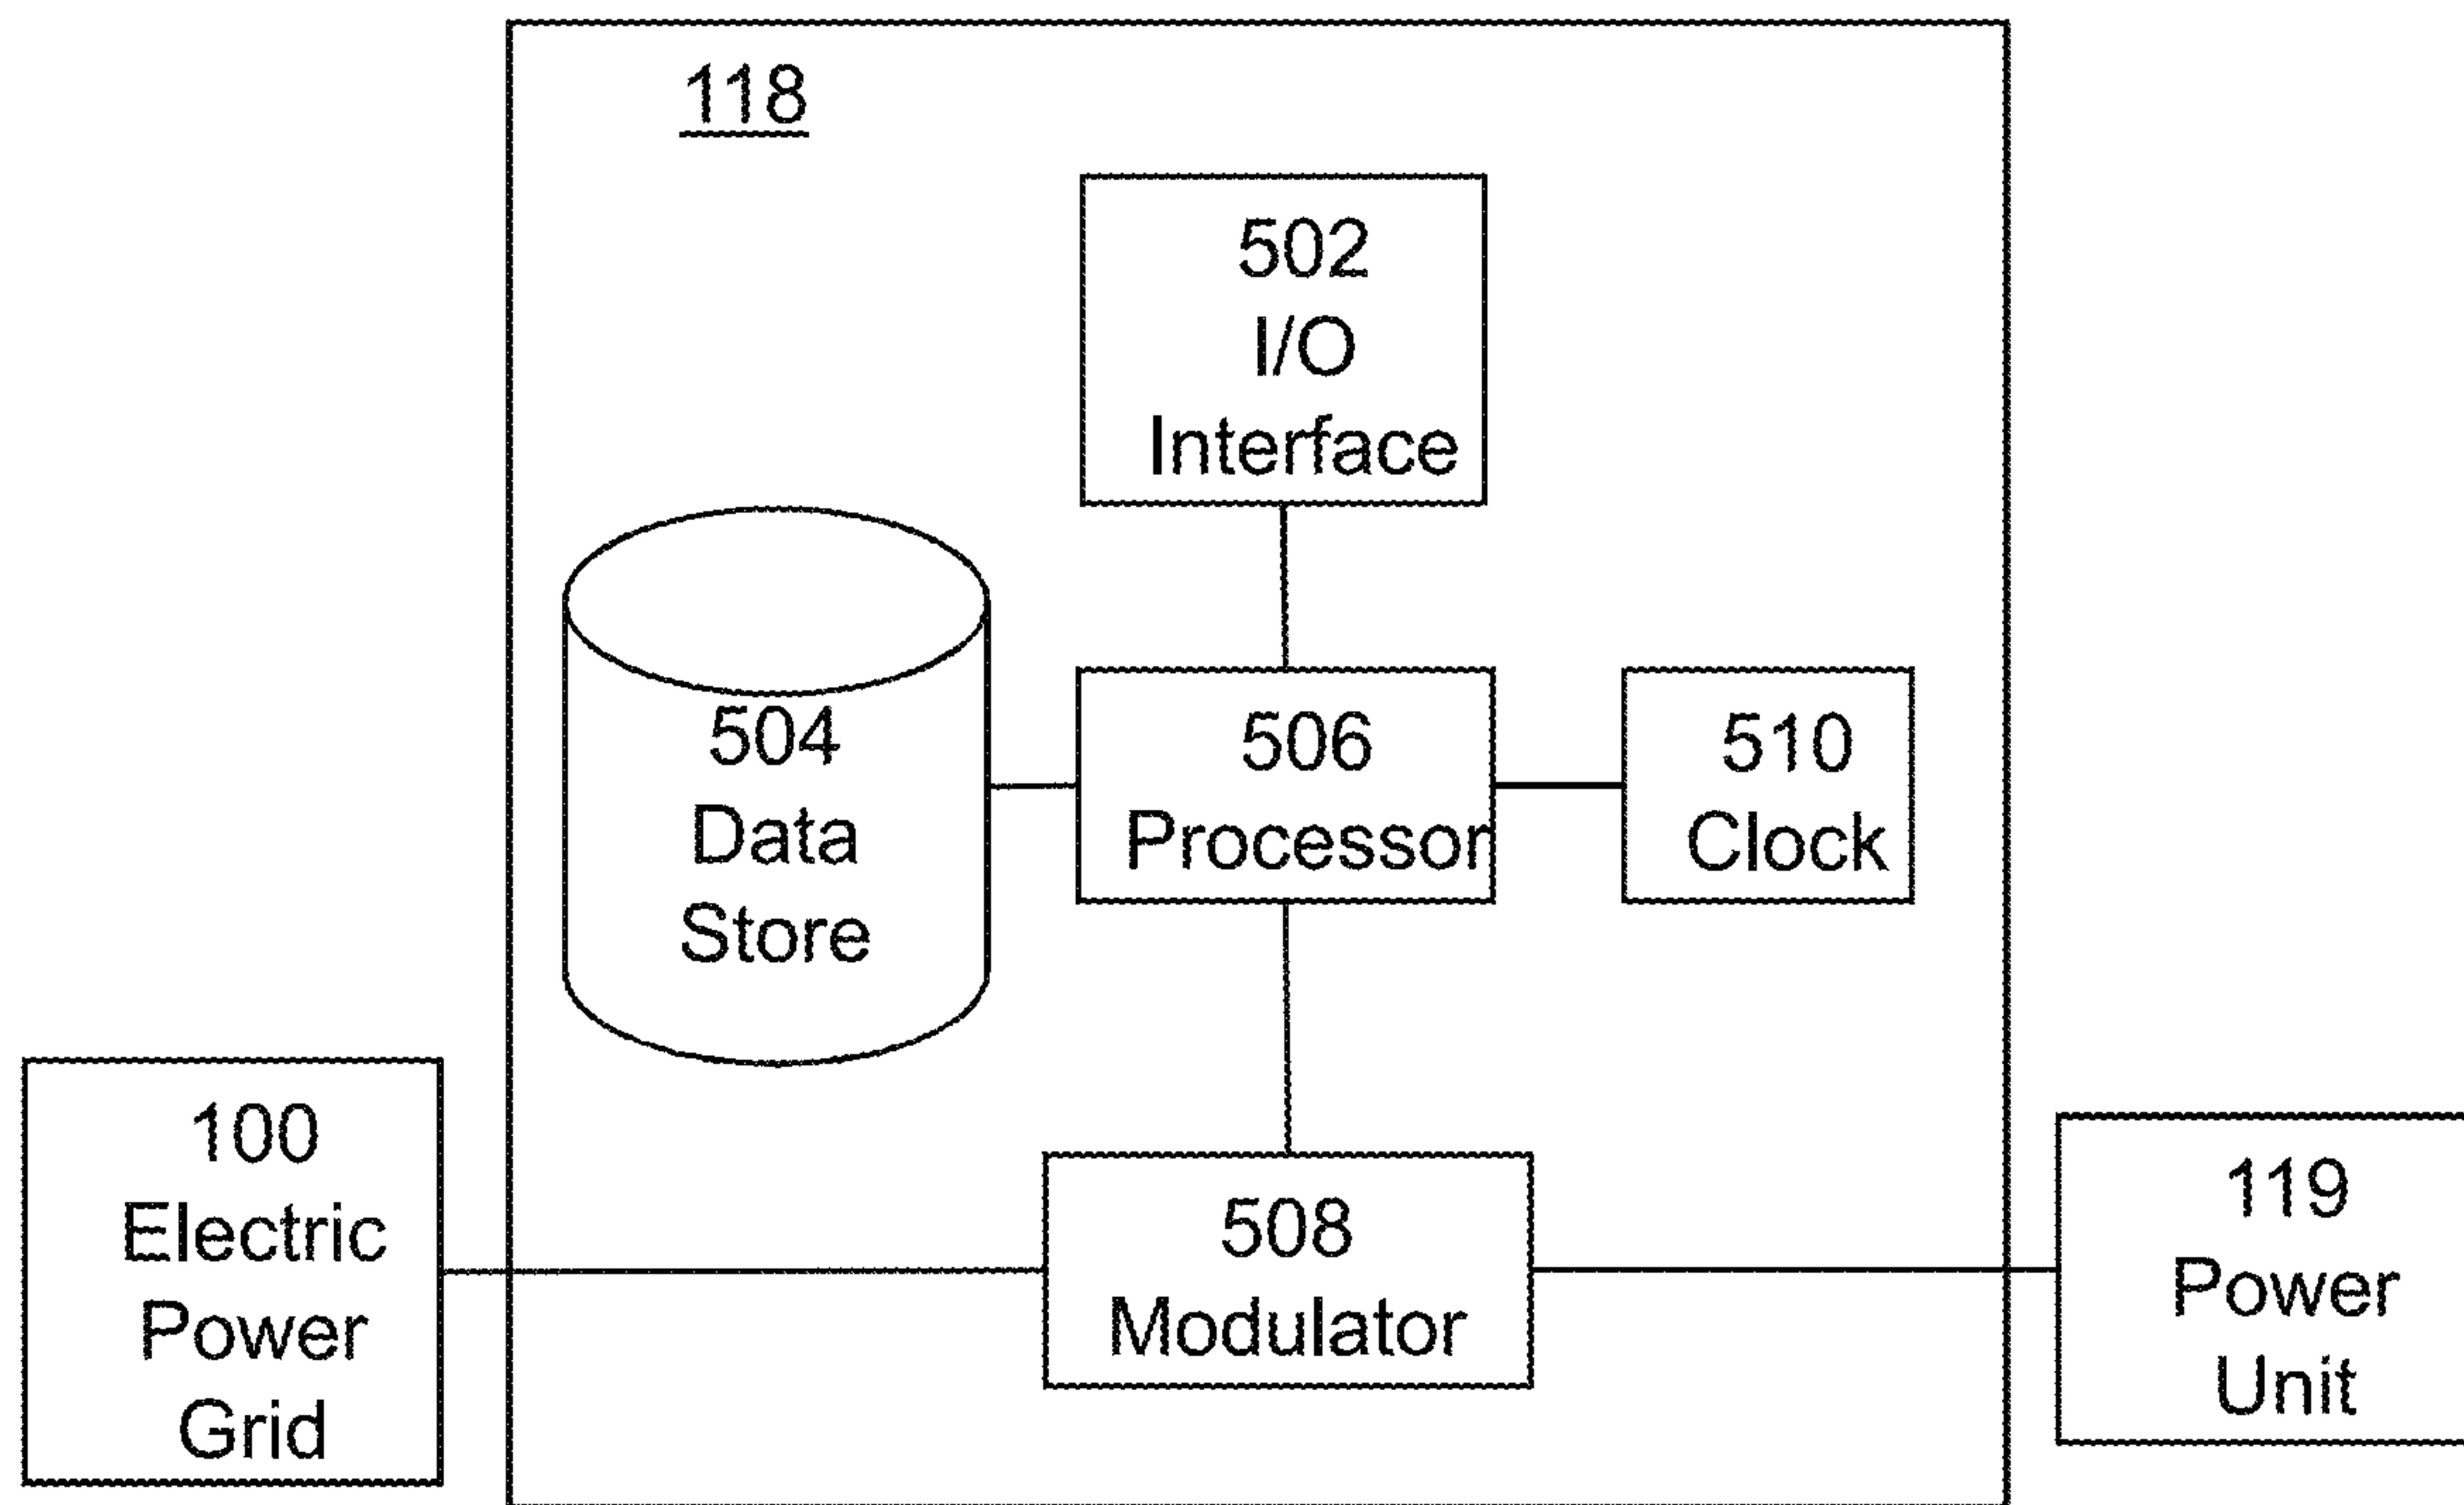 118
502
I/O
Interface
504
Data
Store
506
Processor
510
Clock
100
Electric
Power
Grid
508
Modulator
119
Power
Unit